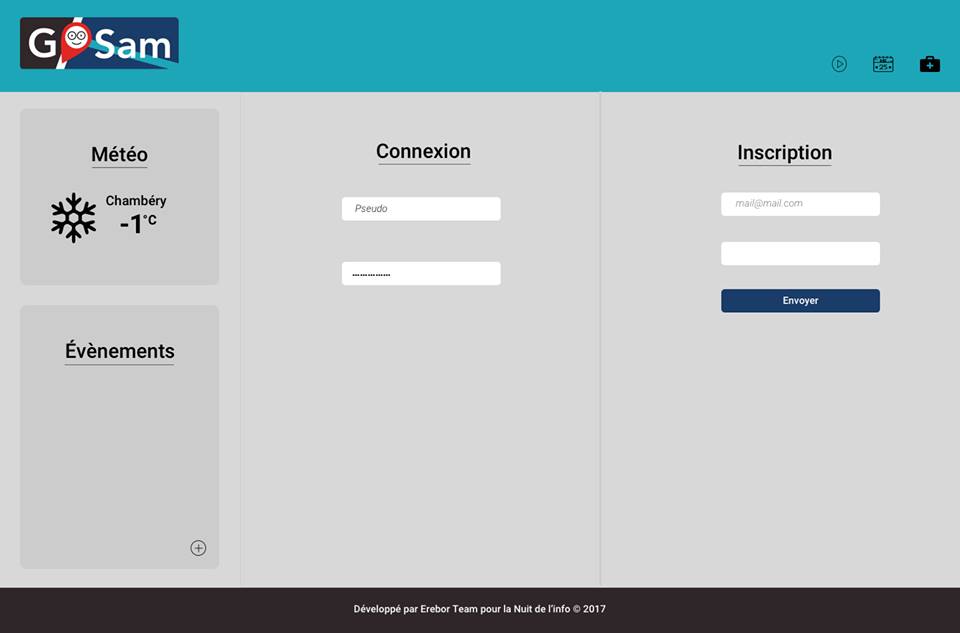 GoSam
25
Météo
Chambéry
-1°C
Évènements
Connexion
Pseudo
..............
Inscription
mail@mail.com
Envoyer
Développé par Erebor Team pour la Nuit de l'info © 2017